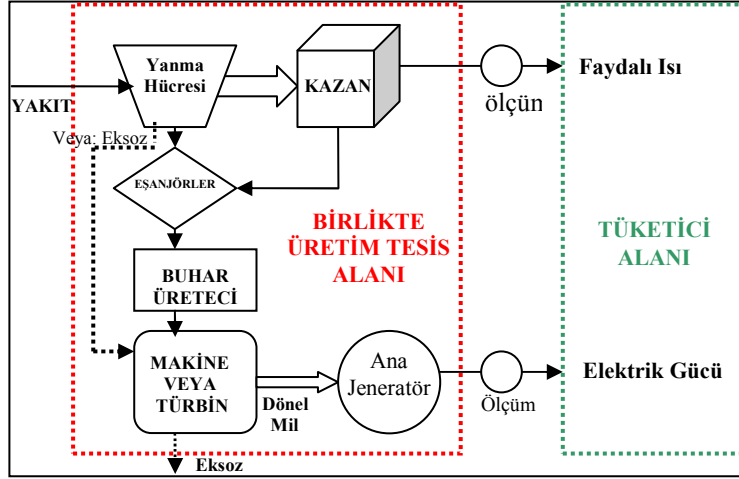 Yanma
Hücresi
KAZAN
Faydalı Isı
YAKIT
ölçün
Veya: Eksoz
EŞANJÖRLER
BİRLİKTE
ÜRETİM TESİS
ALANI
TÜKETİCİ
ALANI
BUHAR
ÜRETECİ
MAKİNE
VEYA
TÜRBİN
Dönel
Mil
Ana
Jeneratör
Elektrik Gücü
Ölçüm
Eksoz